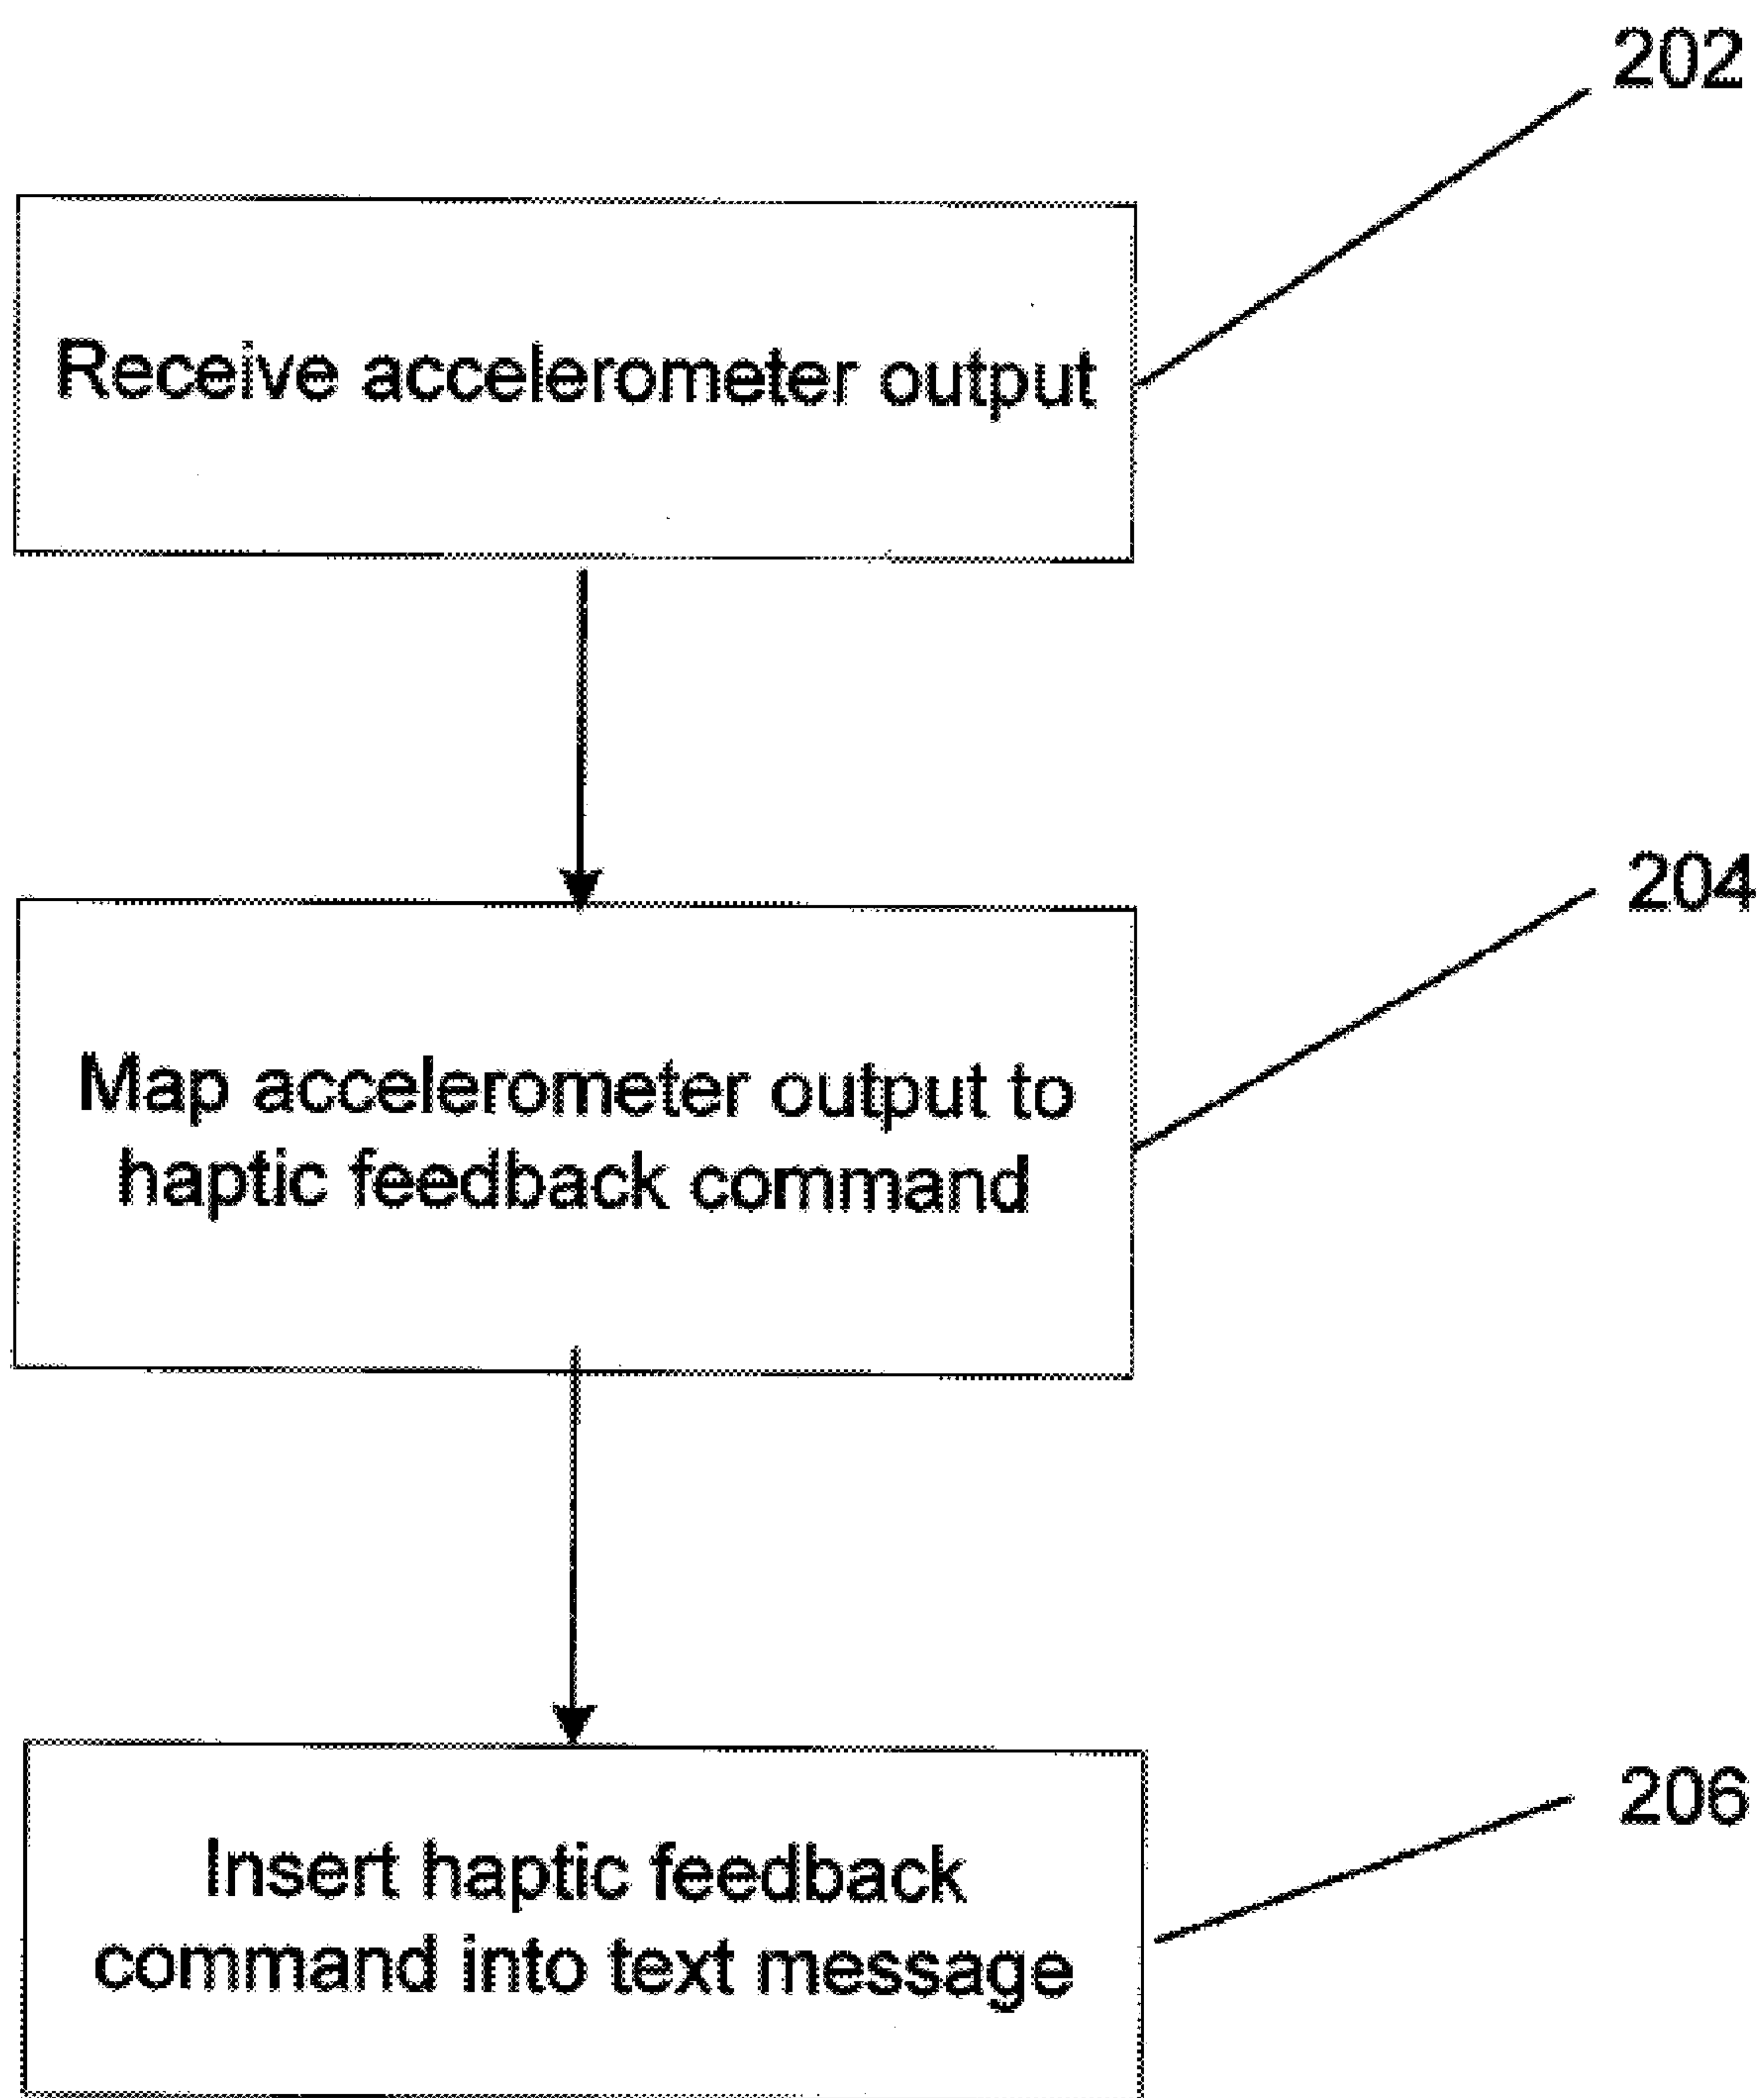 202
Receive accelerometer output
204
Map accelerometer output to
haptic feedback command
206
Insert haptic feedback
command into text message